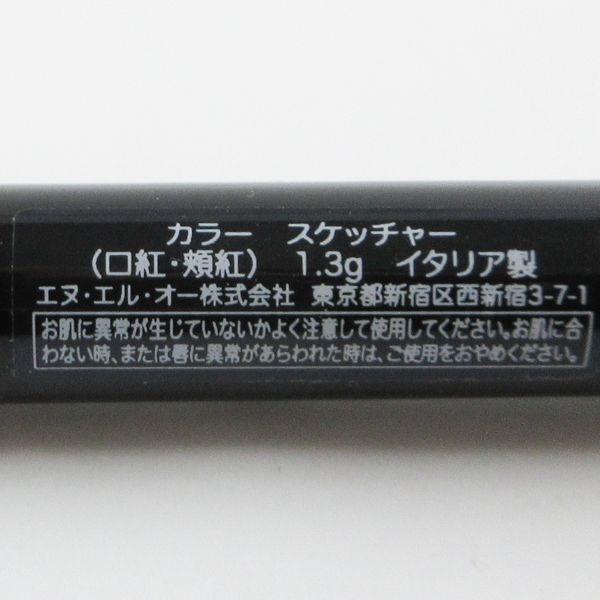 カラー　スケッチャー
（口紅・頬紅）　1.3g　イタリア製
エヌ・エル・オー株式会社　東京都新宿区西新宿3-7-1
お肌に異常が生じていないかよく注意して使用してください。お肌に合
わない時、または唇に異常があらわれた時は、ご使用をおやめください。